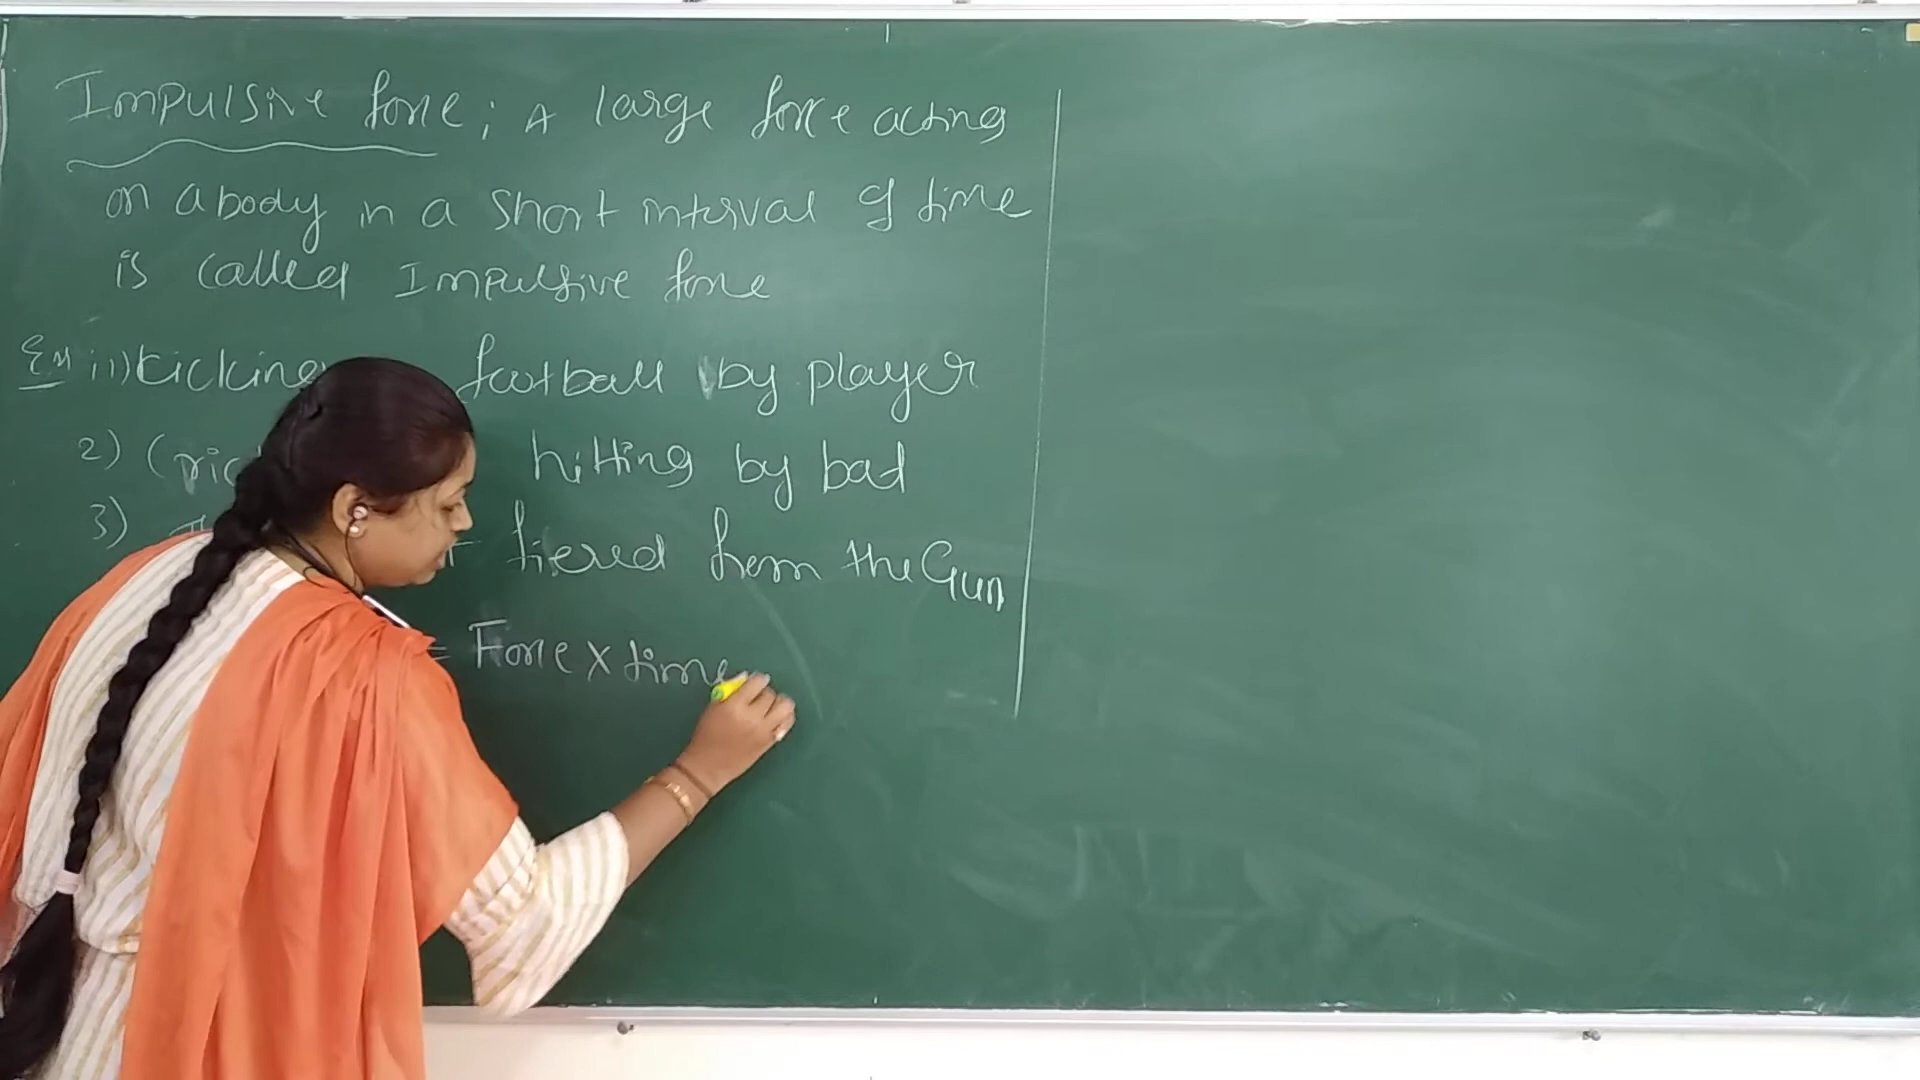 Impulsive force; A large force acting
on a body in a short interval of time
is called Impulsive force
Ex 1) kicking football by player
2) hitting by bad
3) fiered from the Gun
= Force x time